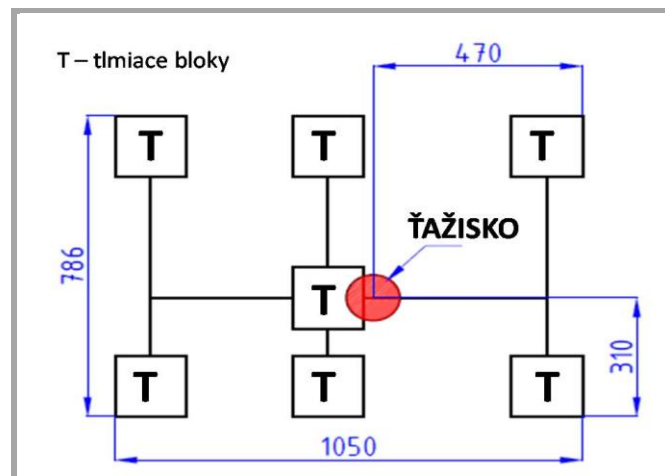 T – tlmiace bloky
470
T T T
ŤAŽISKO
786
T
310
T T T
1050